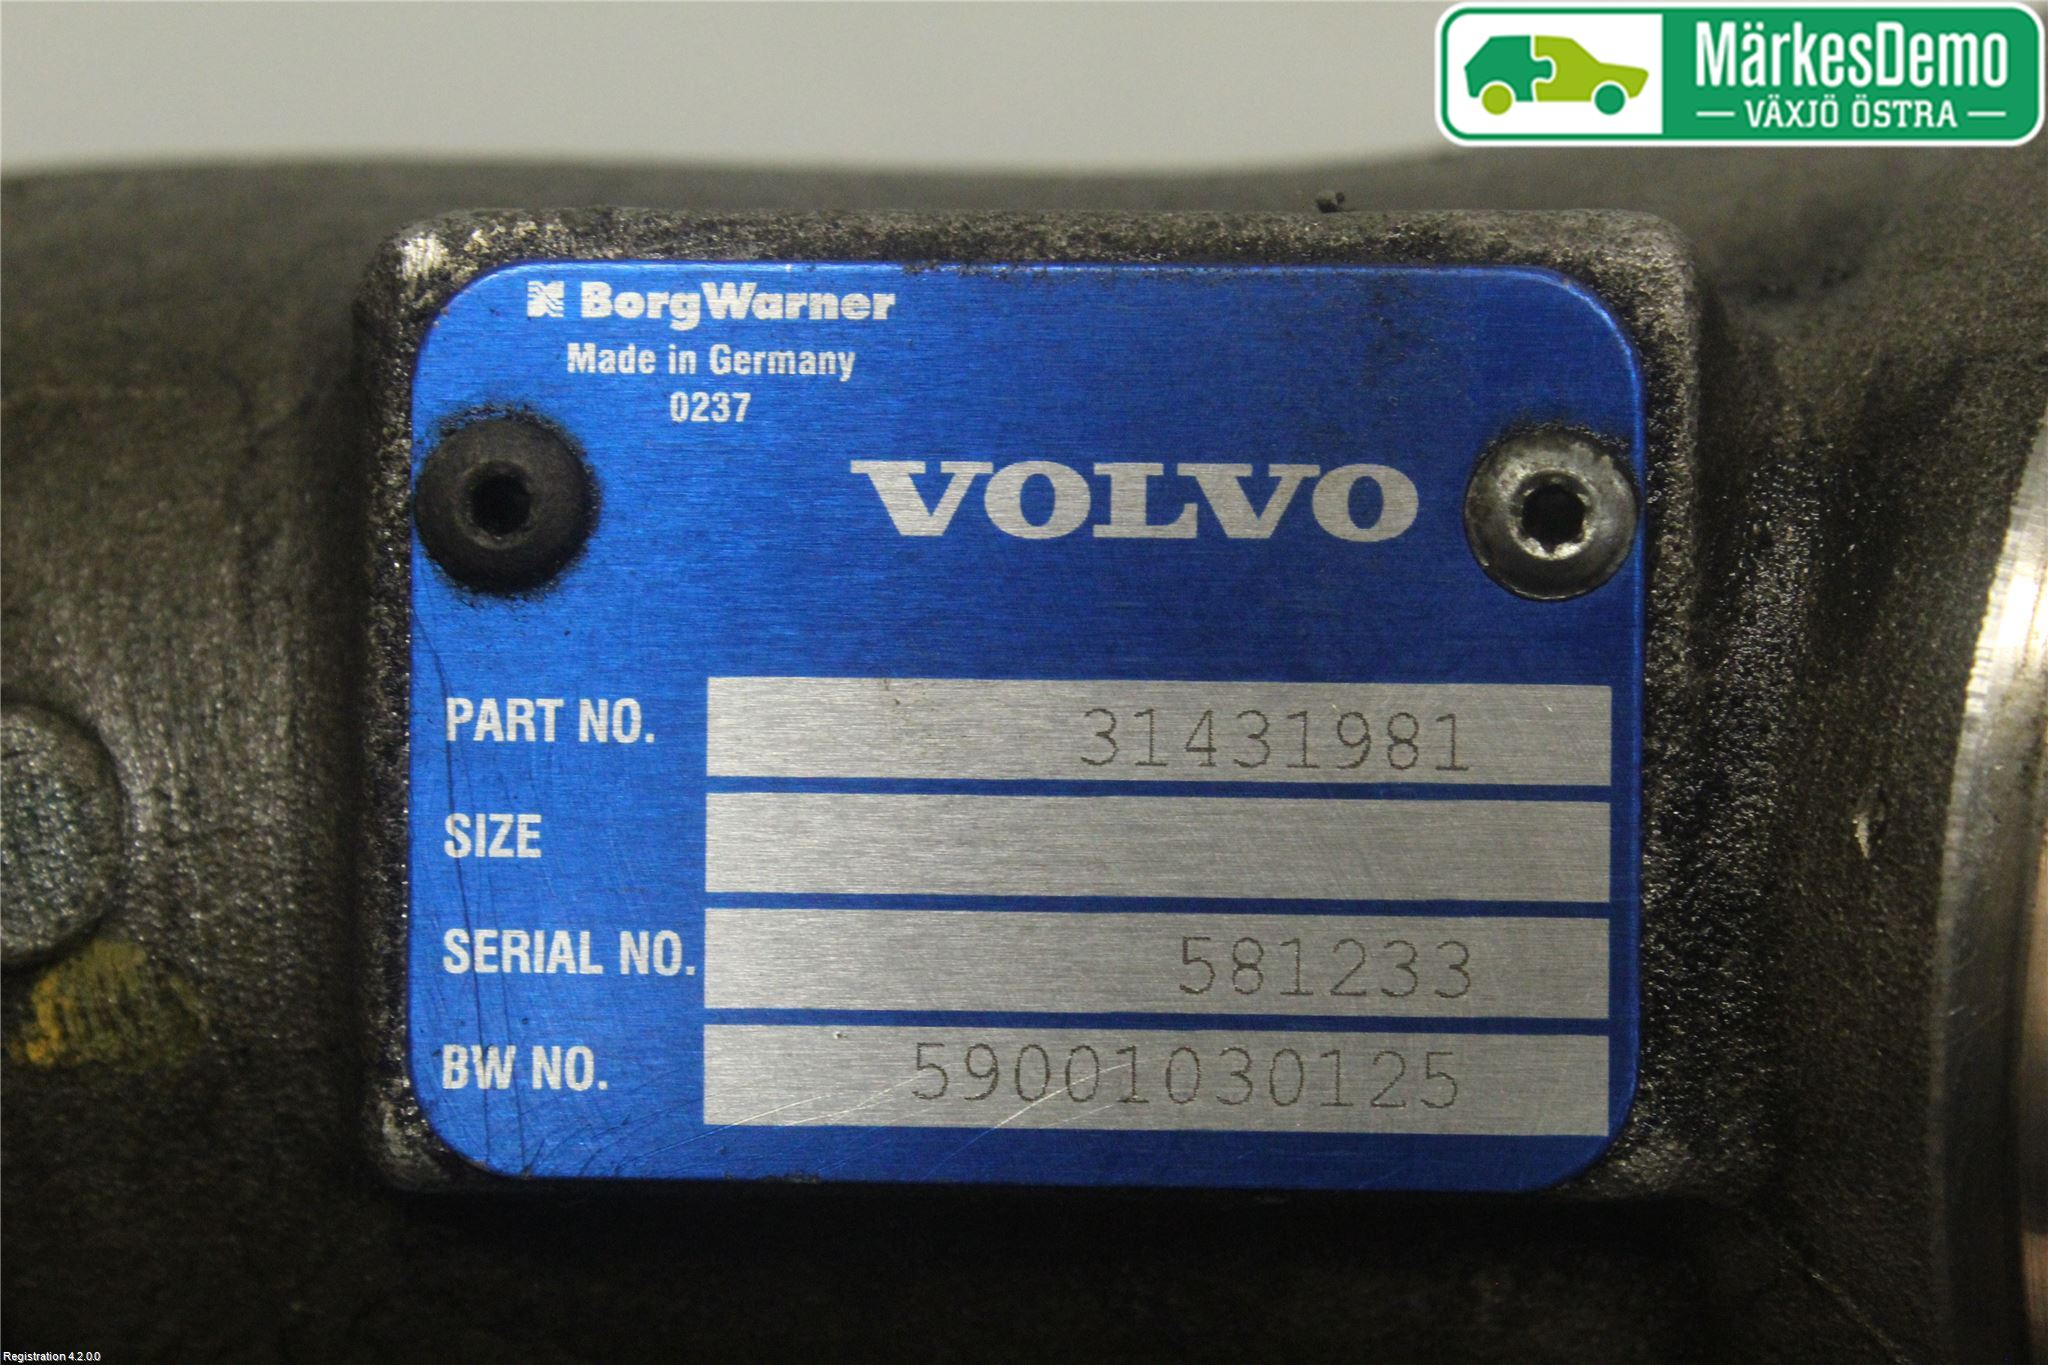 MärkesDemo
VÄXJÖ ÖSTRA
BorgWarner
Made in Germany
0237
VOLVO
PART NO. 31431981
SIZE
SERIAL NO. 581233
BW NO. 59001030125
Registration 4.2.0.0